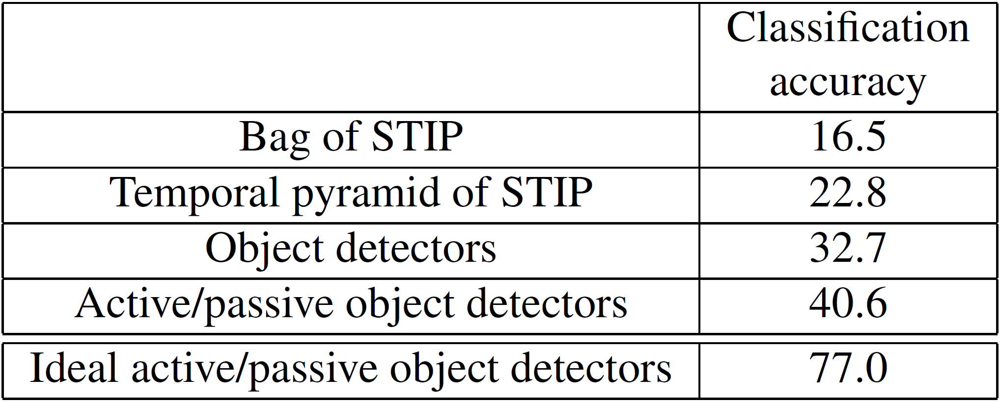 Classification
accuracy
Bag of STIP 16.5
Temporal pyramid of STIP 22.8
Object detectors 32.7
Active/passive object detectors 40.6
Ideal active/passive object detectors 77.0